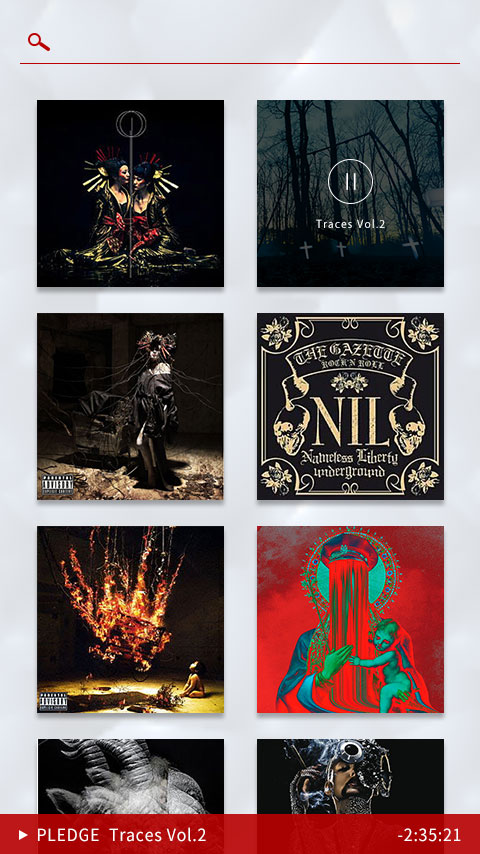 Traces Vol.2
THE GAZETTE
ROCK'N ROLL
NIL
Nameless Liberty
underground
PARENTAL
ADVISORY
EXPLICIT CONTENT
PARENTAL
ADVISORY
EXPLICIT CONTENT
PLEDGE Traces Vol.2 -2:35:21